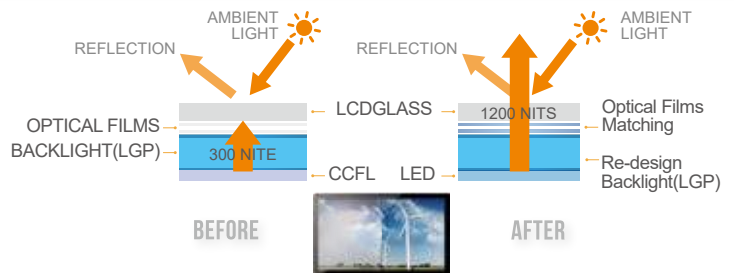 AMBIENT
LIGHT
REFLECTION
OPTICAL FILMS
BACKLIGHT(LGP)
300 NITE
LCDGLASS
CCFL
BEFORE
AMBIENT
LIGHT
REFLECTION
1200 NITS
Optical Films
Matching
LED
Re-design
Backlight(LGP)
AFTER